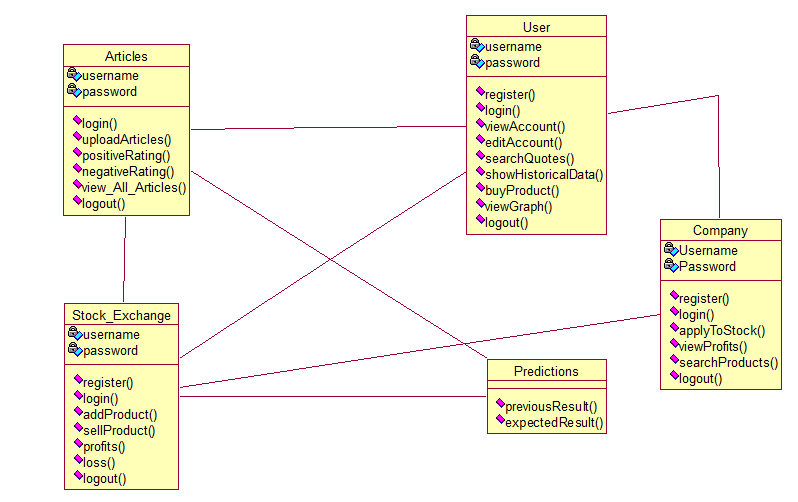 Articles
username
password
login()
uploadArticles()
positiveRating()
negativeRating()
view_All_Articles()
logout()
User
username
password
register()
login()
viewAccount()
editAccount()
searchQuotes()
showHistoricalData()
buyProduct()
viewGraph()
logout()
Company
Username
Password
register()
login()
applyToStock()
viewProfits()
searchProducts()
logout()
Stock_Exchange
username
password
register()
login()
addProduct()
sellProduct()
profits()
loss()
logout()
Predictions
previousResult()
expectedResult()